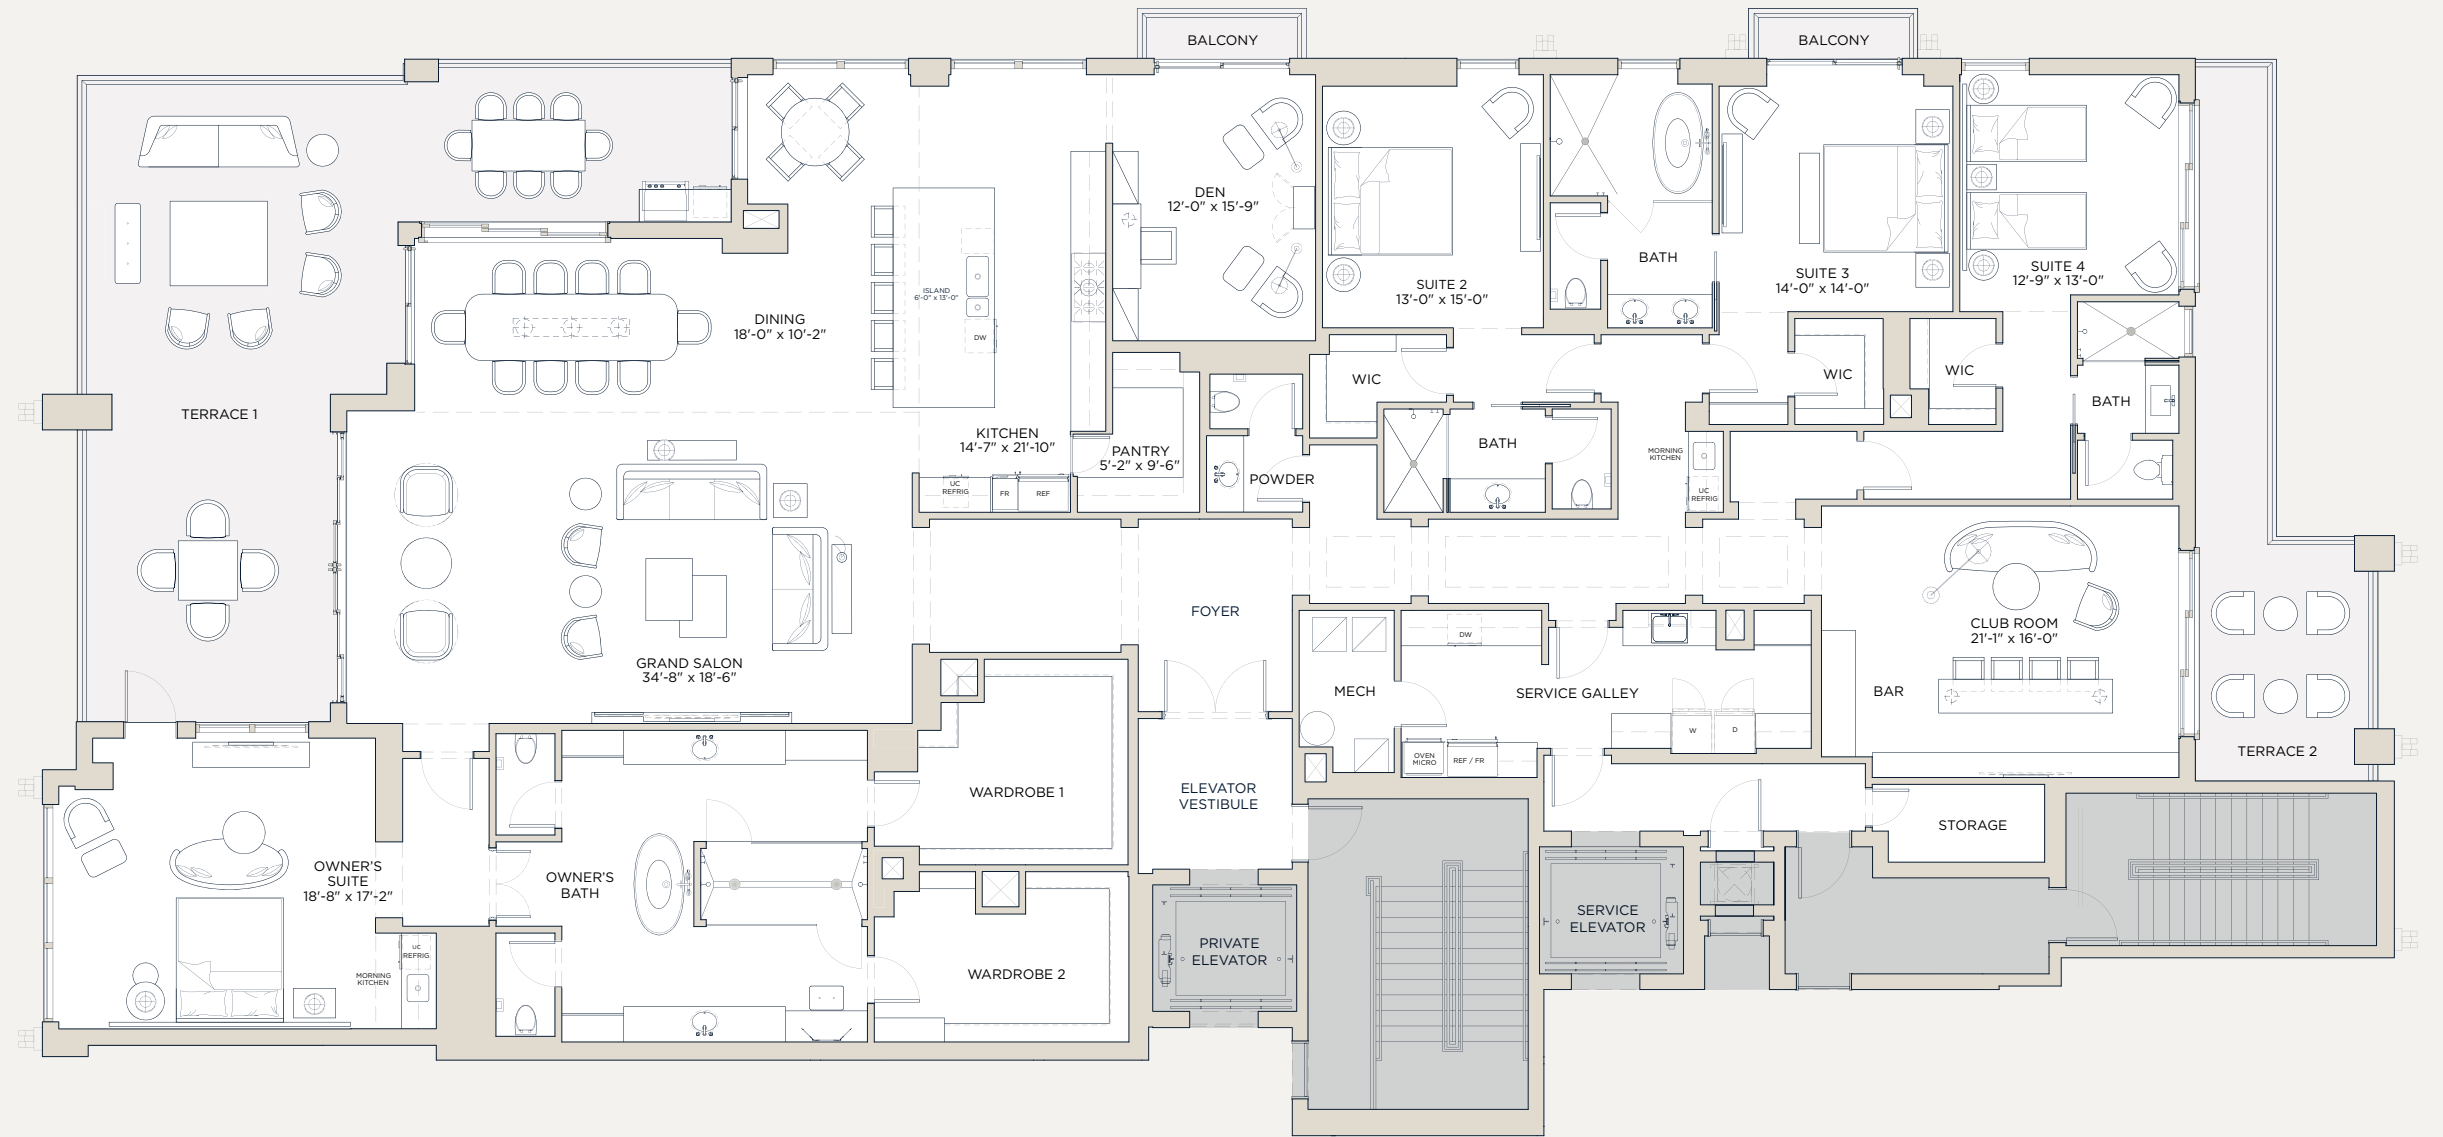 BALCONY
BALCONY
DEN
12'-0" x 15'-9"
BATH
SUITE 2
13'-0" x 15'-0"
SUITE 3
14'-0" x 14'-0"
SUITE 4
12'-9" x 13'-0"
ISLAND
6'-0" x 13'-0"
DINING
18'-0" x 10'-2"
DW
WIC
WIC
WIC
TERRACE 1
BATH
KITCHEN
14'-7" x 21'-10"
PANTRY
5'-2" x 9'-6"
BATH
MORNING
KITCHEN
POWDER
UC
REFRIG
FR
REF
UC
REFRIG
FOYER
CLUB ROOM
21'-1" x 16'-0"
DW
GRAND SALON
34'-8" x 18'-6"
MECH
SERVICE GALLEY
BAR
W
D
TERRACE 2
OVEN
MICRO
REF / FR
ELEVATOR
VESTIBULE
WARDROBE 1
STORAGE
OWNER'S
SUITE
18'-8" x 17'-2"
OWNER'S
BATH
SERVICE
ELEVATOR
PRIVATE
ELEVATOR
UC
REFRIG
MORNING
KITCHEN
WARDROBE 2